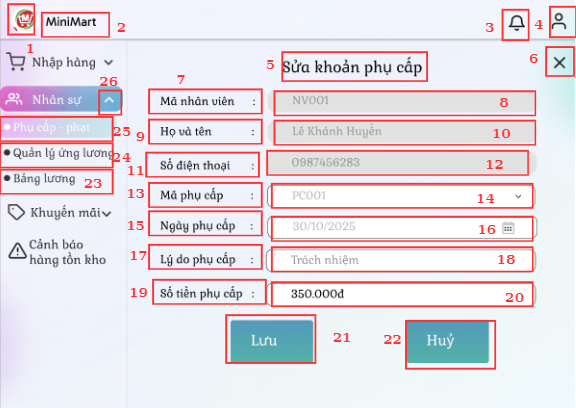 M
MiniMart
2
3
4
1
Nhập hàng
5
Sửa khoản phụ cấp
6
26
7
Nhân sự
Mã nhân viên :
NV001
8
Phụ cấp - phạt
25
9
Họ và tên :
Lê Khánh Huyền
10
Quản lý ứng lương
24
11
Số điện thoại :
0987456283
12
Bảng lương
23
13
Mã phụ cấp :
PC001
14
Khuyến mãi
15
Ngày phụ cấp :
30/10/2025
16
Cảnh báo
hàng tồn kho
17
Lý do phụ cấp :
Trách nhiệm
18
19
Số tiền phụ cấp :
350.000đ
20
Lưu
21
22
Huỷ